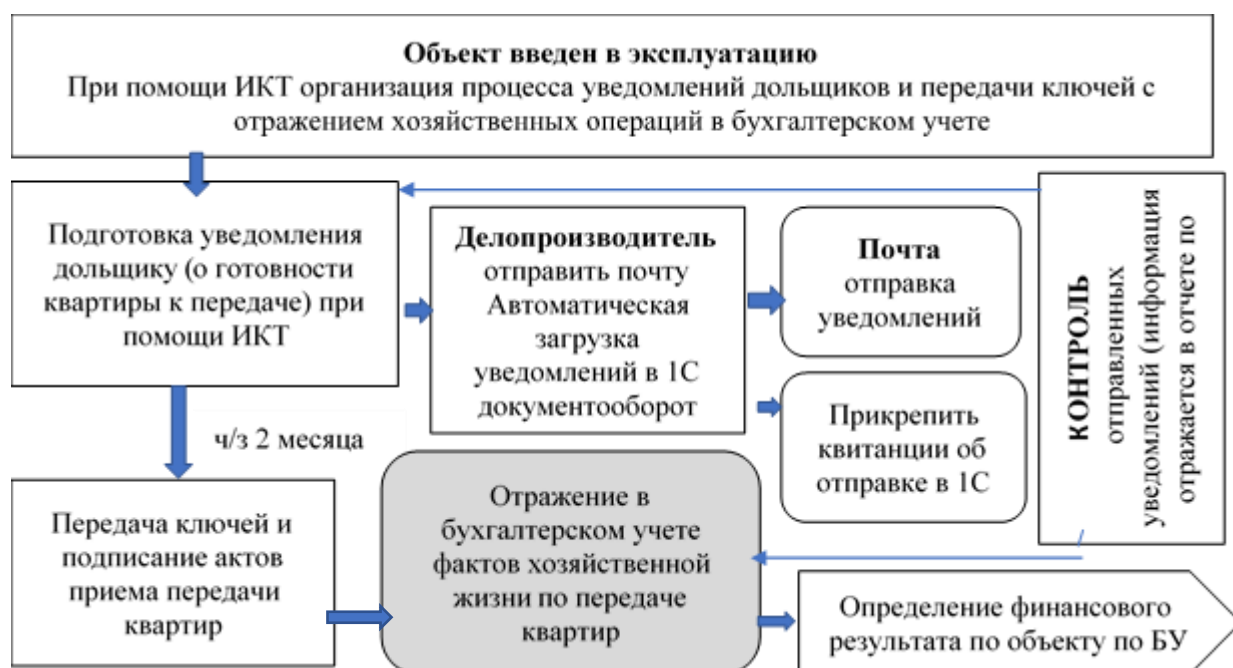 Объект введен в эксплуатацию
При помощи ИКТ организация процесса уведомлений дольщиков и передачи ключей с
отражением хозяйственных операций в бухгалтерском учете
Подготовка уведомления
дольщику (о готовности
квартиры к передаче) при
помощи ИКТ
Делопроизводитель
отправить почту
Автоматическая
загрузка
уведомлений в 1С
документооборот
Почта
отправка
уведомлений
Прикрепить
квитанции об
отправке в 1С
КОНТРОЛЬ
отправленных
уведомлений (информация
отражается в отчете по
ч/з 2 месяца
Передача ключей и
подписание актов
приема передачи
квартир
Отражение в
бухгалтерском учете
фактов хозяйственной
жизни по передаче
квартир
Определение финансового
результата по объекту по БУ